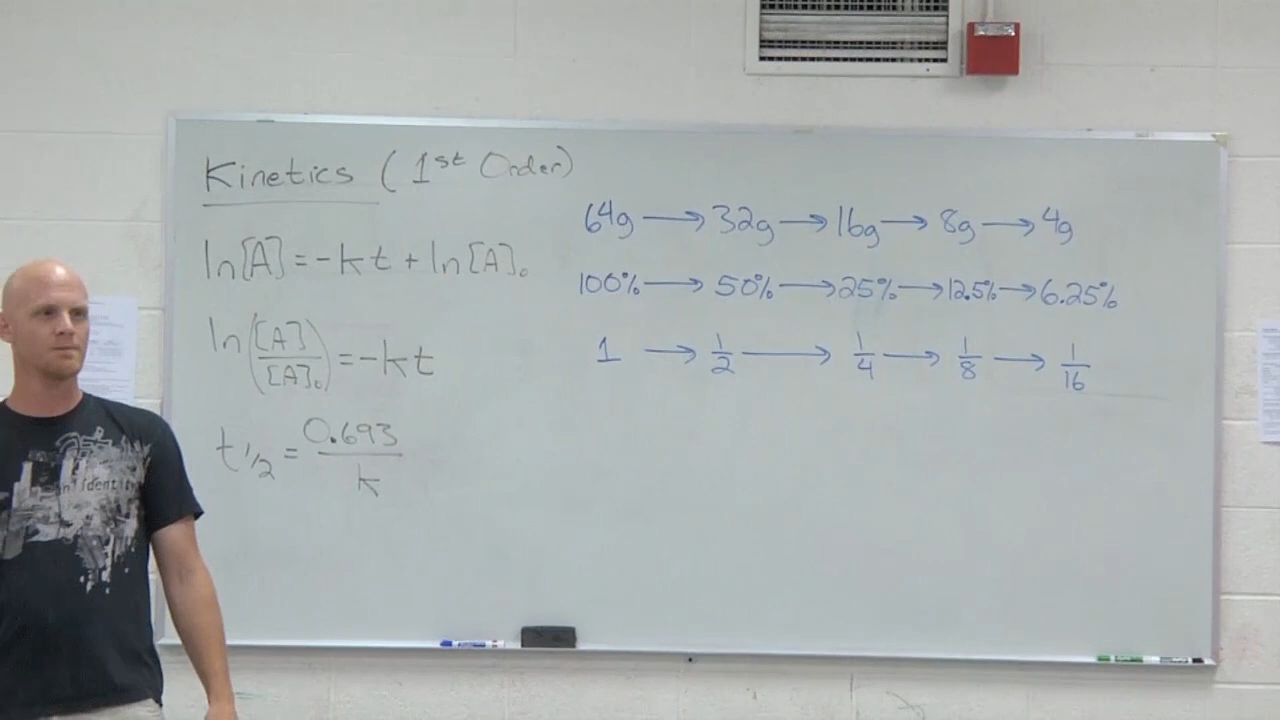 Kinetics (1st Order)
ln[A] = -kt + ln[A]₀
ln([A]/[A]₀) = -kt
t 1/2 = 0.693/k
64g → 32g → 16g → 8g → 4g
100% → 50% → 25% → 12.5% → 6.25%
1 → 1/2 → 1/4 → 1/8 → 1/16